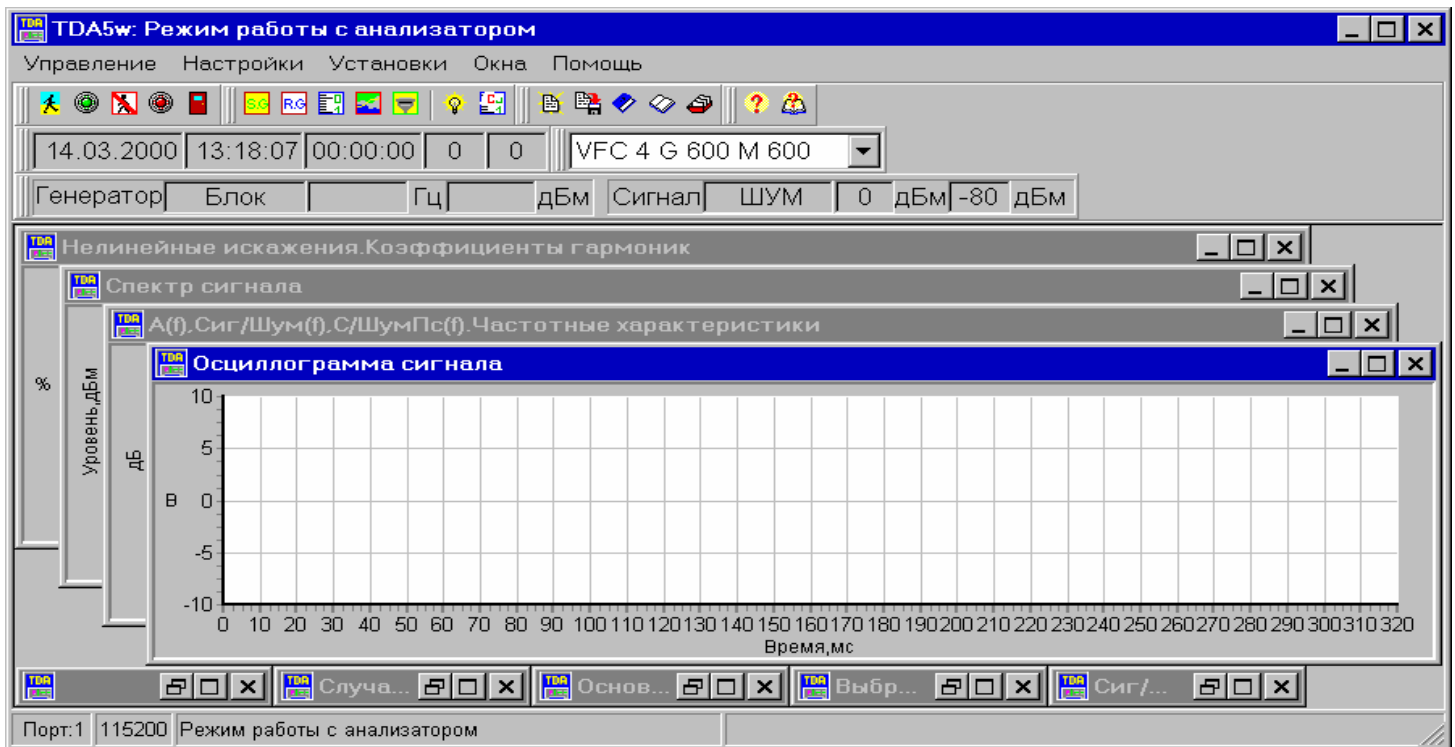 TDA5w: Режим работы с анализатором
Управление Настройки Установки Окна Помощь
S.G R.G
14.03.2000 13:18:07 00:00:00 0 0 VFC 4 G 600 M 600
Генератор Блок Гц дБм Сигнал ШУМ 0 дБм -80 дБм
TDA Нелинейные искажения.Коэффициенты гармоник
TDA Спектр сигнала
TDA A(f),Сиг/Шум(f),С/ШумПс(f).Частотные характеристики
TDA Осциллограмма сигнала
%
Уровень,дБм
дБ
В
10
5
0
-5
-10
0 10 20 30 40 50 60 70 80 90 100 110 120 130 140 150 160 170 180 190 200 210 220 230 240 250 260 270 280 290 300 310 320
Время,мс
TDA TDA Случа... TDA Основ... TDA Выбр... TDA Сиг/...
Порт:1 115200 Режим работы с анализатором